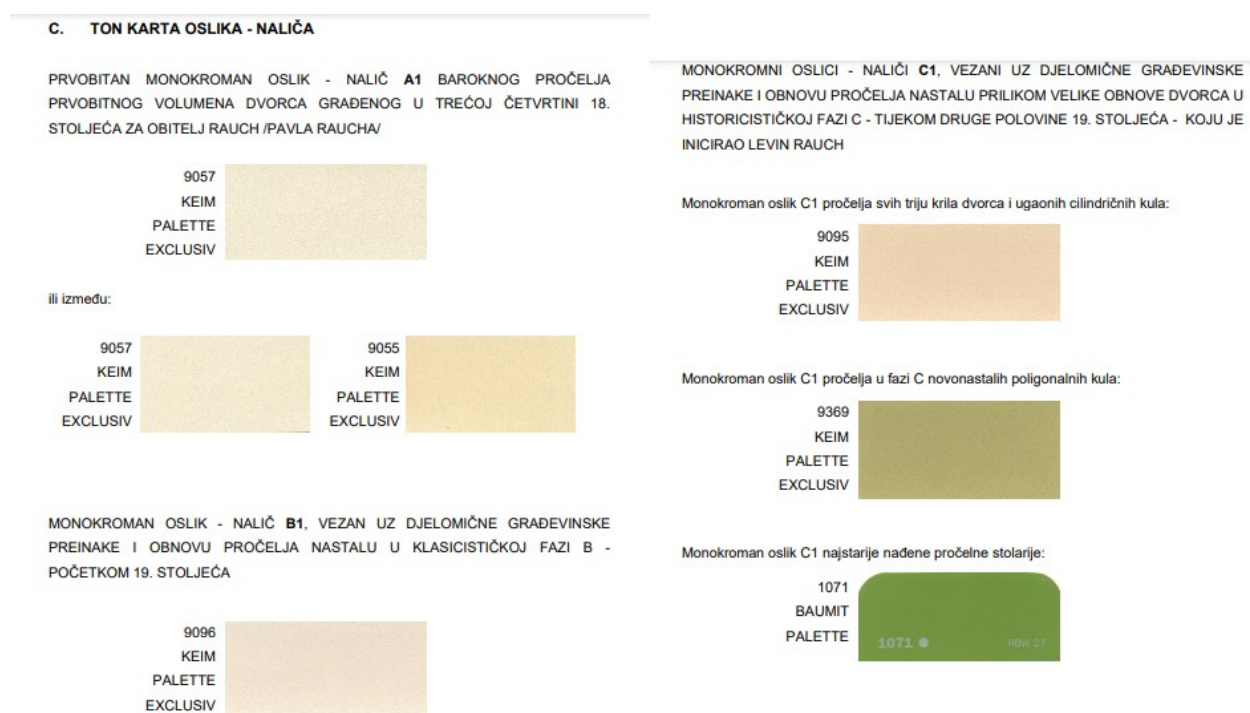 C. TON KARTA OSLIKA - NALIČA
PRVOBITAN MONOKROMAN OSLIK - NALIČ A1 BAROKNOG PROČELJA
PRVOBITNOG VOLUMENA DVORCA GRAĐENOG U TREĆOJ ČETVRTINI 18.
STOLJEĆA ZA OBITELJ RAUCH /PAVLA RAUCHA/
9057
KEIM
PALETTE
EXCLUSIV
ili između:
9057
KEIM
PALETTE
EXCLUSIV
9055
KEIM
PALETTE
EXCLUSIV
MONOKROMAN OSLIK - NALIČ B1, VEZAN UZ DJELOMIČNE GRAĐEVINSKE
PREINAKE I OBNOVU PROČELJA NASTALU U KLASICISTIČKOJ FAZI B -
POČETKOM 19. STOLJEĆA
9096
KEIM
PALETTE
EXCLUSIV
MONOKROMNI OSLICI - NALIČI C1, VEZANI UZ DJELOMIČNE GRAĐEVINSKE
PREINAKE I OBNOVU PROČELJA NASTALU PRILIKOM VELIKE OBNOVE DVORCA U
HISTORICISTIČKOJ FAZI C - TIJEKOM DRUGE POLOVINE 19. STOLJEĆA - KOJU JE
INICIRAO LEVIN RAUCH
Monokroman oslik C1 pročelja svih triju krila dvorca i ugaonih cilindričnih kula:
9095
KEIM
PALETTE
EXCLUSIV
Monokroman oslik C1 pročelja u fazi C novonastalih poligonalnih kula:
9369
KEIM
PALETTE
EXCLUSIV
Monokroman oslik C1 najstarije nađene pročelne stolarije:
1071
BAUMIT
PALETTE
1071
HBW 27